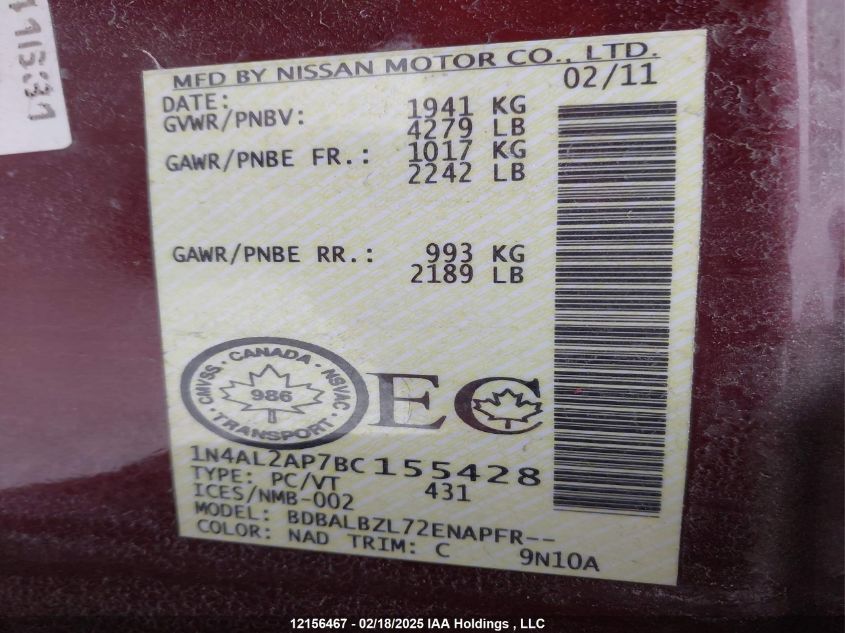 11531
MFD BY NISSAN MOTOR CO., LTD.
DATE: 02/11
GVWR/PNBV: 1941 KG
4279 LB
GAWR/PNBE FR.: 1017 KG
2242 LB
GAWR/PNBE RR.: 993 KG
2189 LB
CMVSS · CANADA · NSVAC · TRANSPORT ·
986
EC
1N4AL2AP7BC155428
TYPE: PC/VT 431
ICES/NMB-002
MODEL: BDBALBZL72ENAPFR--
COLOR: NAD TRIM: C 9N10A
12156467 - 02/18/2025 IAA Holdings , LLC